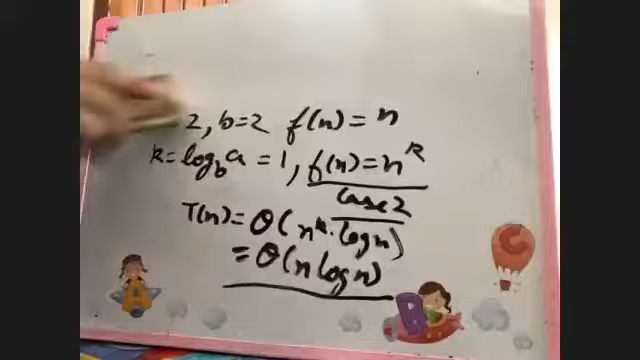 = 2, b=2 f(n) = n
k = log_b a = 1, f(n) = n^k
Case 2
T(n) = Θ(n^k · log n)
= Θ(n log n)
A
B
C